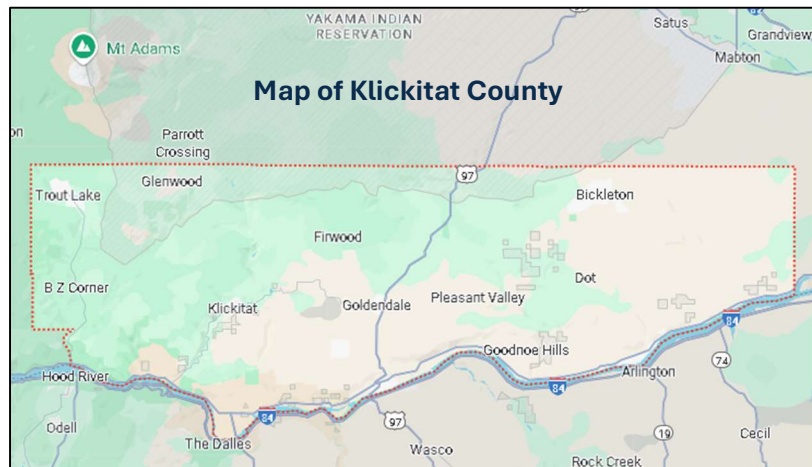 YAKAMA INDIAN
RESERVATION
Satus
Grandview
Mabton
Mt Adams
Map of Klickitat County
on
Parrott
Crossing
97
Glenwood
Trout Lake
Bickleton
Firwood
B Z Corner
Dot
Klickitat
Goldendale
Pleasant Valley
84
Goodnoe Hills
74
Hood River
Arlington
84
84
97
Odell
The Dalles
Wasco
19
Cecil
Rock Creek